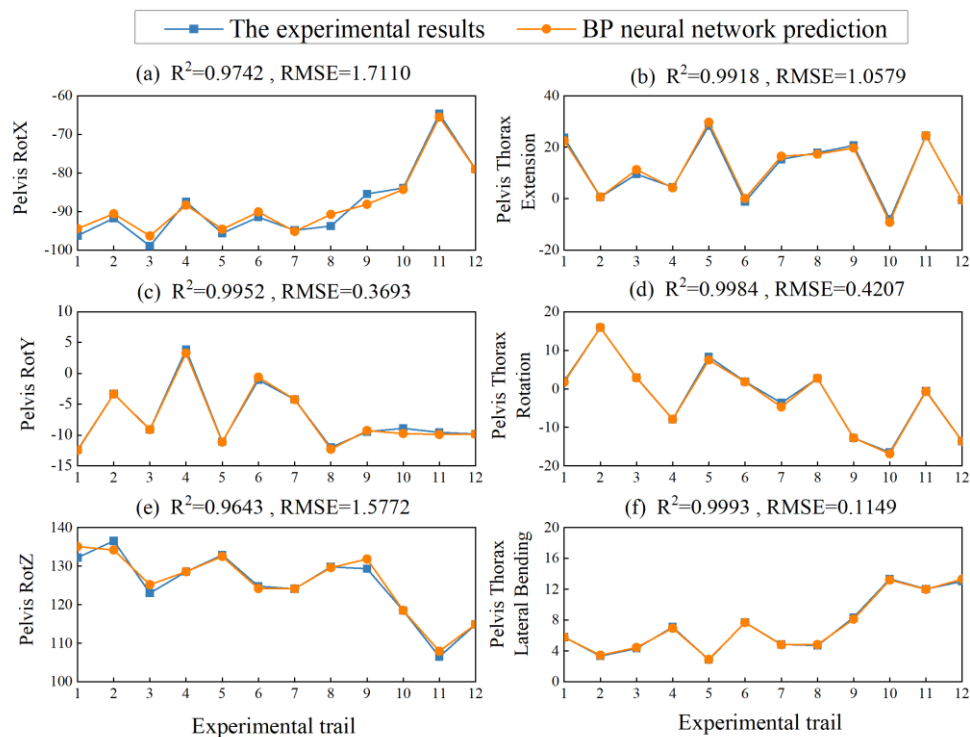 The experimental results BP neural network prediction
(a) R²=0.9742 , RMSE=1.7110
Pelvis RotX
-60
-70
-80
-90
-100
1 2 3 4 5 6 7 8 9 10 11 12
(b) R²=0.9918 , RMSE=1.0579
Pelvis Thorax
Extension
40
20
0
-20
1 2 3 4 5 6 7 8 9 10 11 12
(c) R²=0.9952 , RMSE=0.3693
Pelvis RotY
10
5
0
-5
-10
-15
1 2 3 4 5 6 7 8 9 10 11 12
(d) R²=0.9984 , RMSE=0.4207
Pelvis Thorax
Rotation
20
10
0
-10
-20
1 2 3 4 5 6 7 8 9 10 11 12
(e) R²=0.9643 , RMSE=1.5772
Pelvis RotZ
140
130
120
110
100
1 2 3 4 5 6 7 8 9 10 11 12
Experimental trail
(f) R²=0.9993 , RMSE=0.1149
Pelvis Thorax
Lateral Bending
20
16
12
8
4
0
1 2 3 4 5 6 7 8 9 10 11 12
Experimental trail